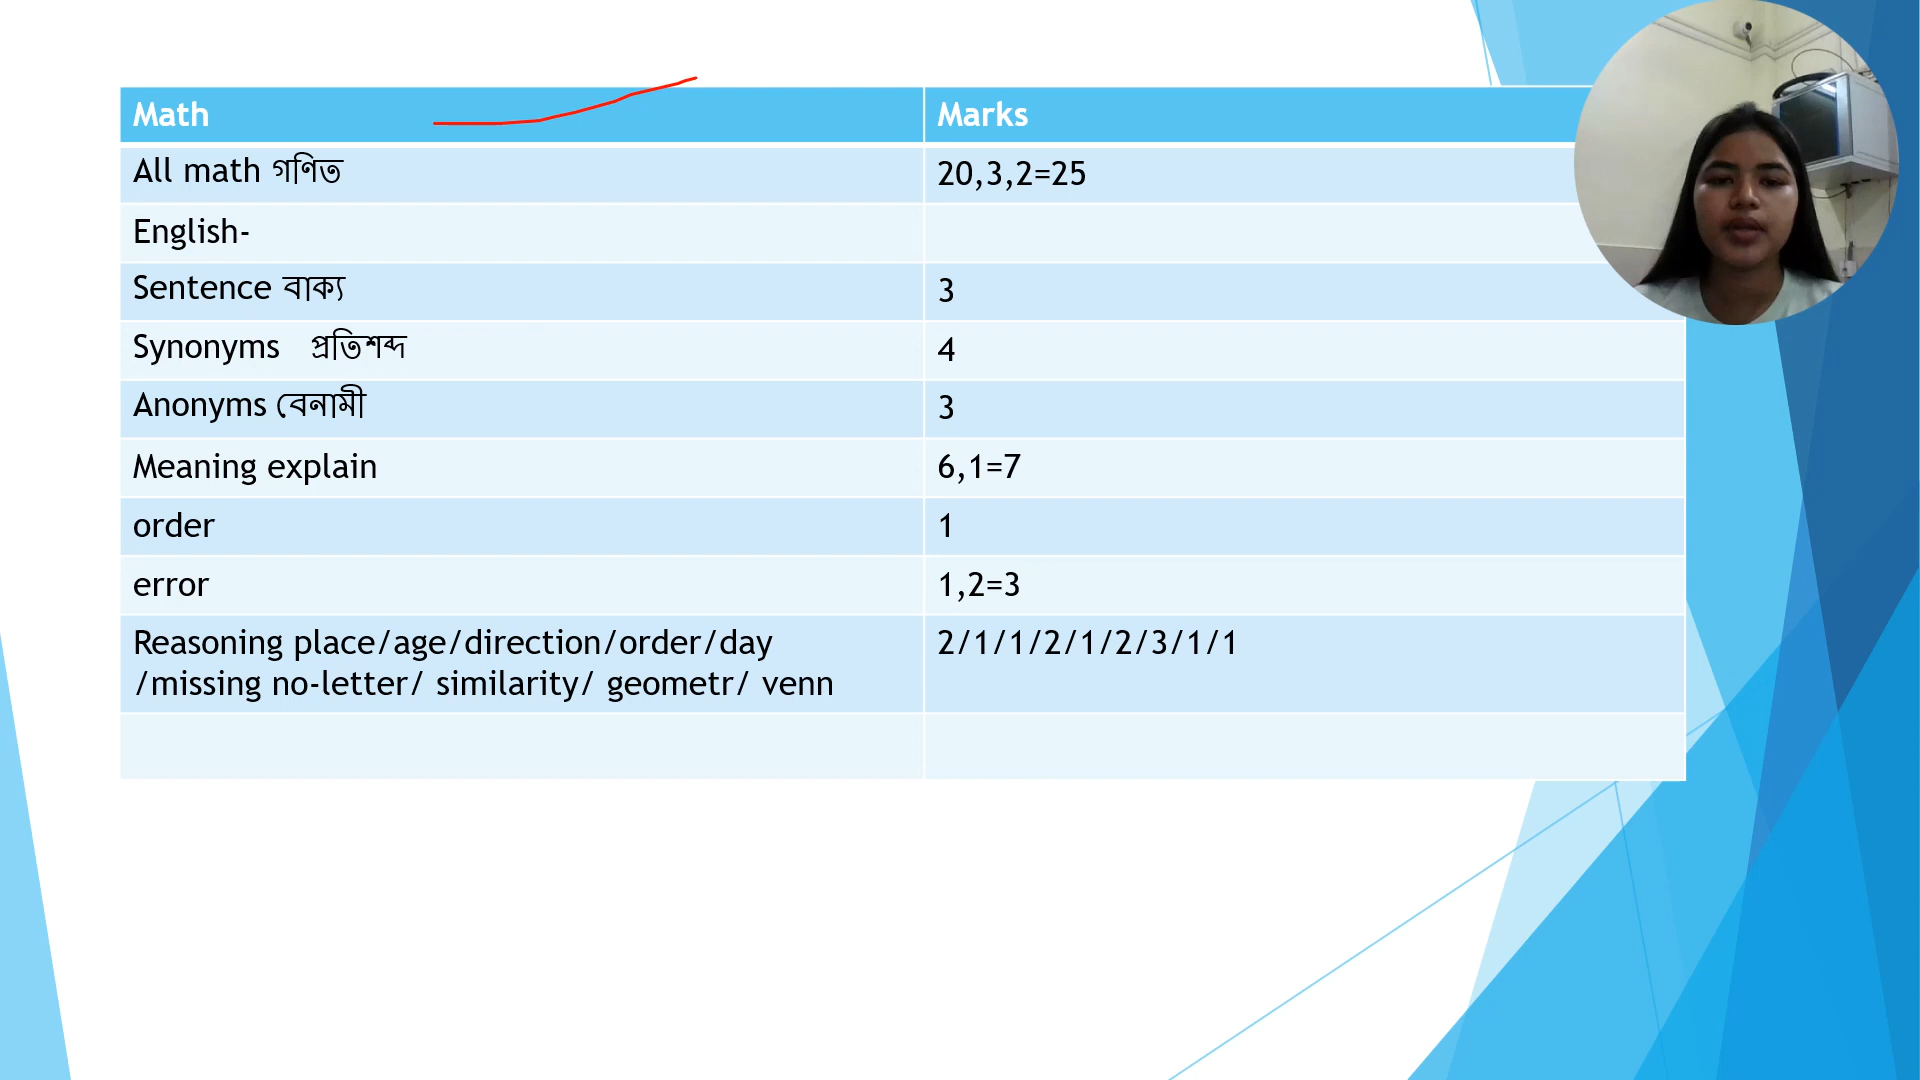 Math
Marks
All math গণিত
20,3,2=25
English-
Sentence বাক্য
3
Synonyms প্রতিশব্দ
4
Anonyms বেনামী
3
Meaning explain
6,1=7
order
1
error
1,2=3
Reasoning place/age/direction/order/day
/missing no-letter/ similarity/ geometr/ venn
2/1/1/2/1/2/3/1/1